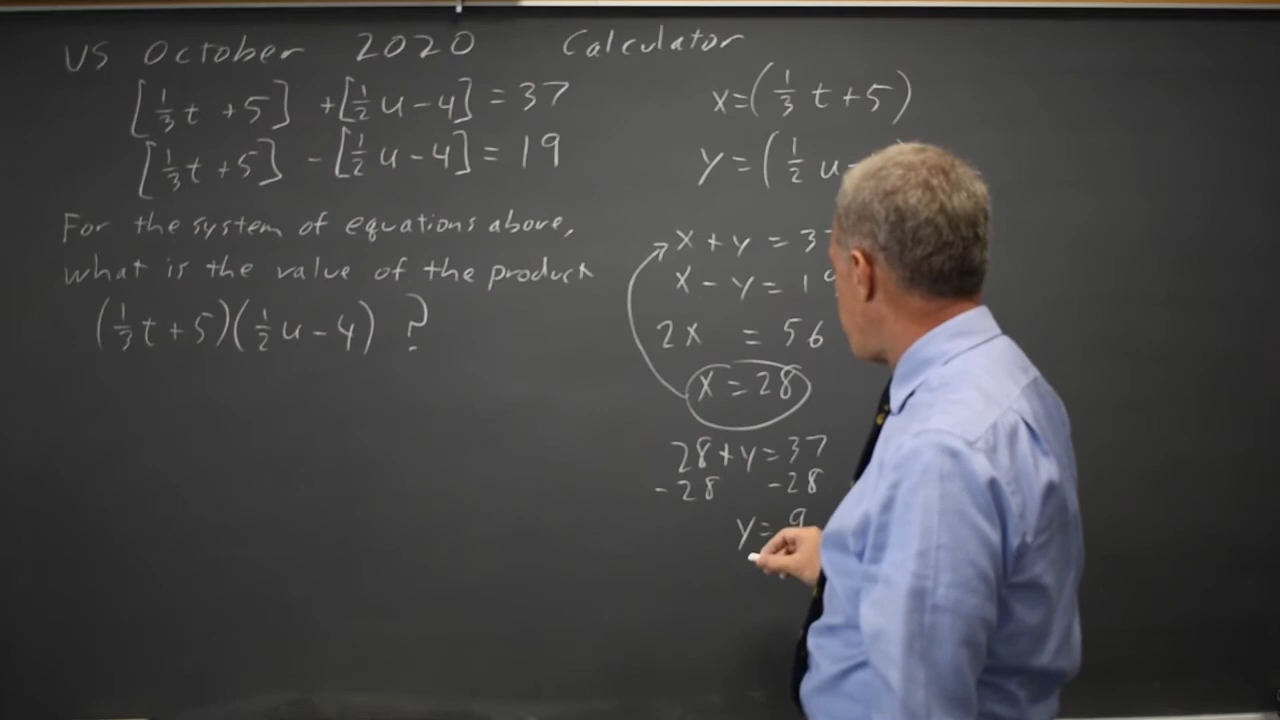 US October 2020 Calculator
[1/3 t + 5] + [1/2 u - 4] = 37
[1/3 t + 5] - [1/2 u - 4] = 19
For the system of equations above,
what is the value of the product
(1/3 t + 5)(1/2 u - 4) ?
x = (1/3 t + 5)
y = (1/2 u
x + y = 3
x - y = 1
2x = 56
x = 28
28 + y = 37
-28 -28
y = 9